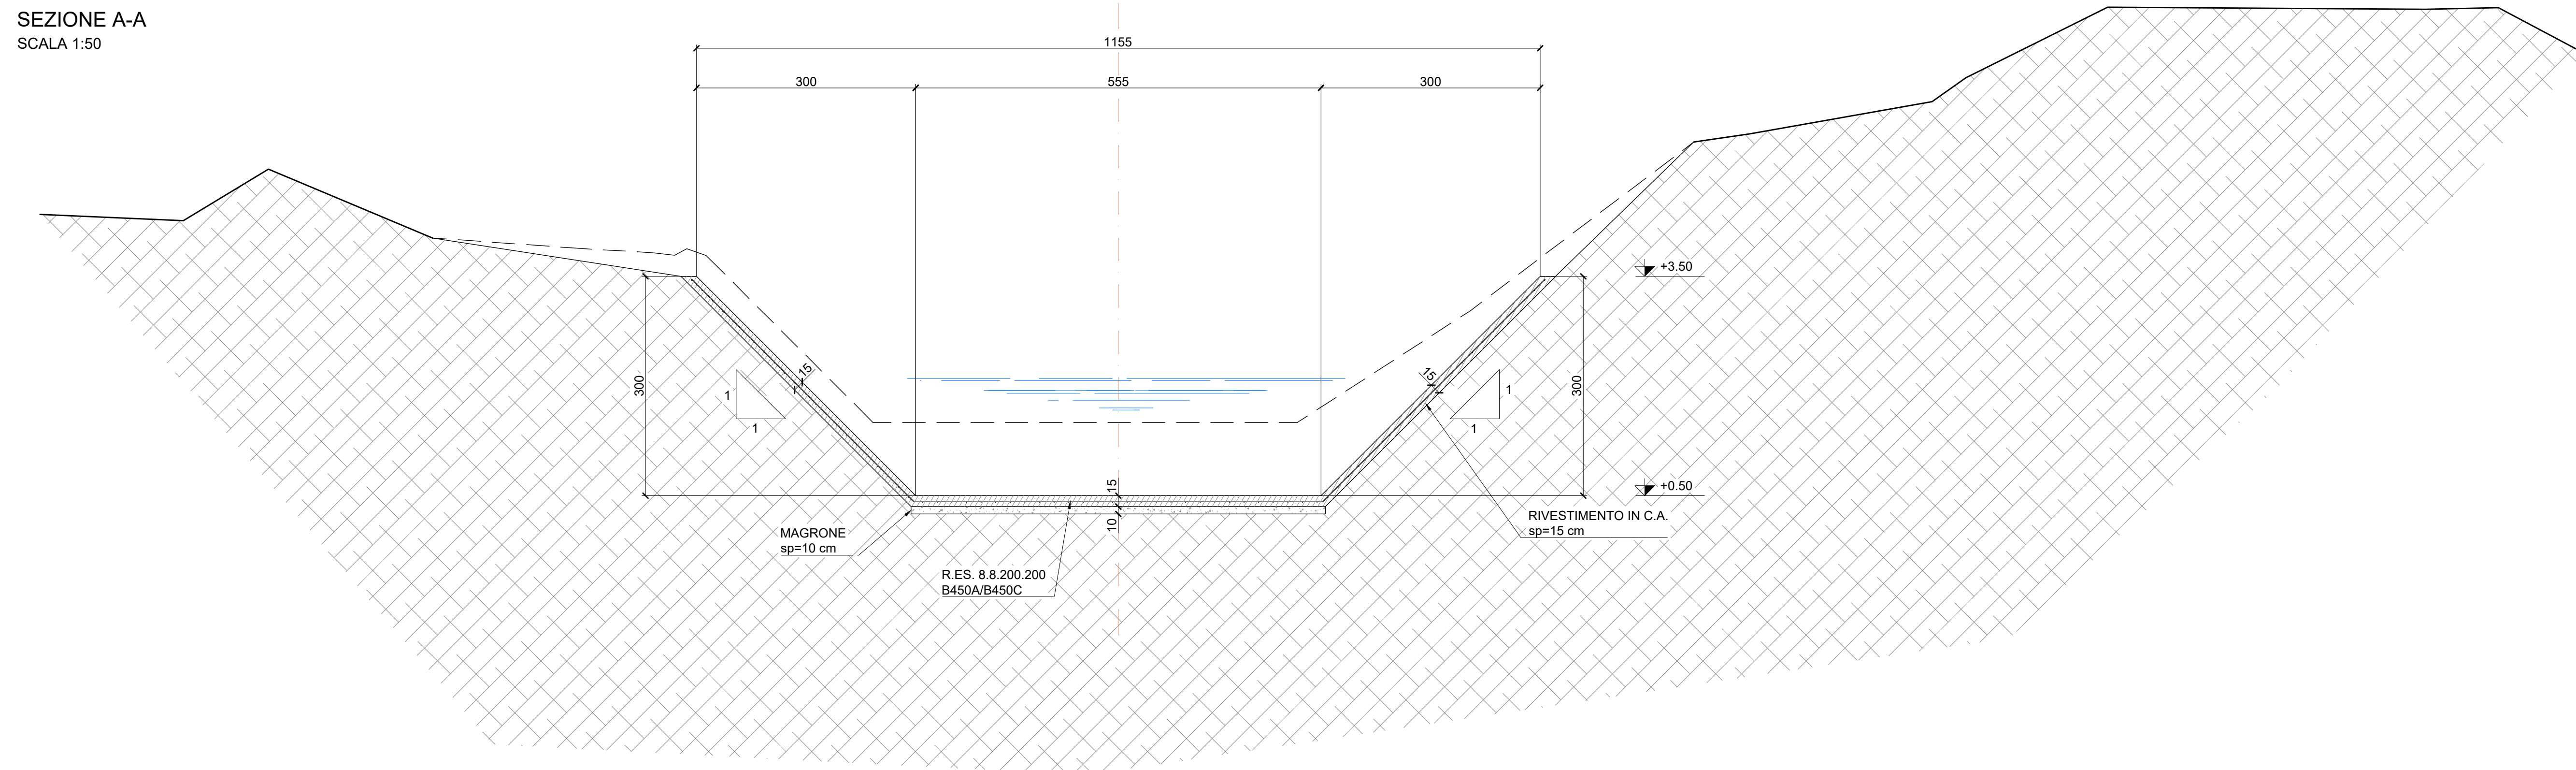 SEZIONE A-A
SCALA 1:50
1155
300
555
300
+3.50
15
15
1
1
300
300
1
1
15
+0.50
10
MAGRONE
sp=10 cm
RIVESTIMENTO IN C.A.
sp=15 cm
R.ES. 8.8.200.200
B450A/B450C